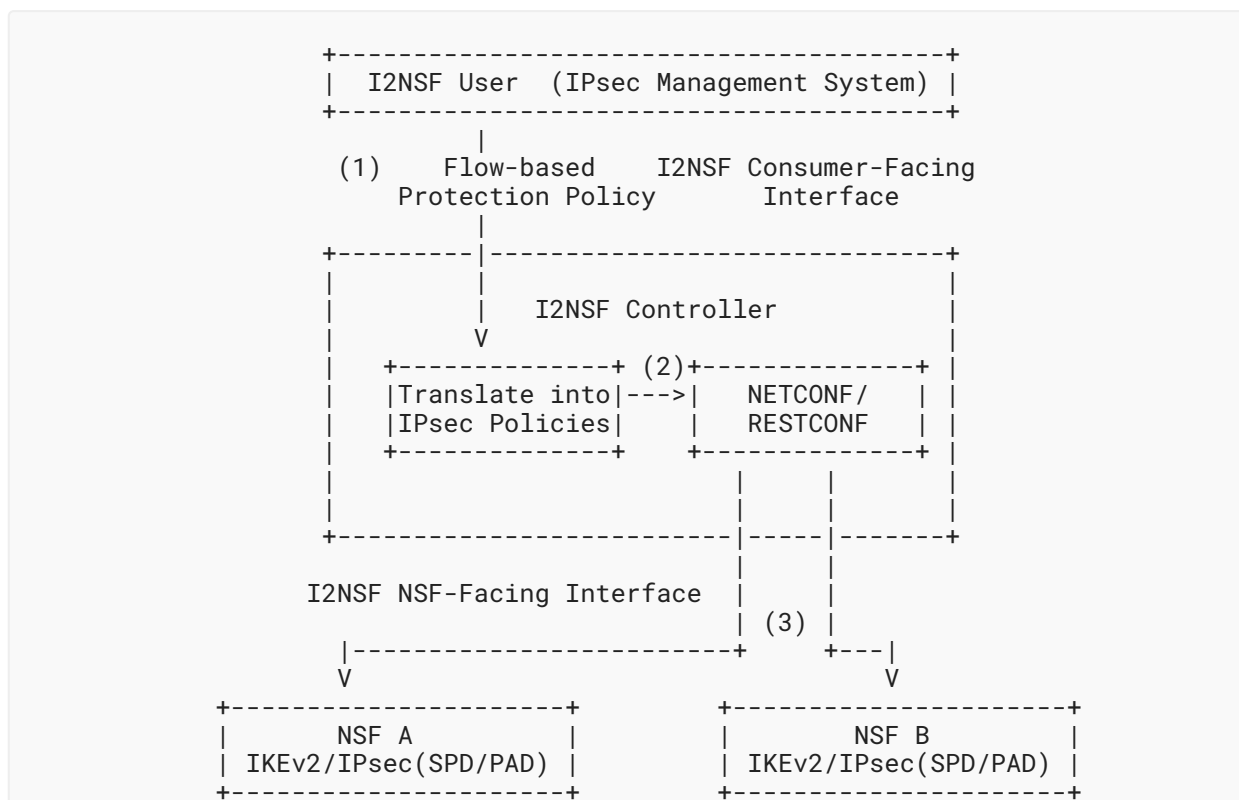 +----------------------------------------+
| I2NSF User (IPsec Management System) |
+----------------------------------------+
|
(1) Flow-based I2NSF Consumer-Facing
Protection Policy Interface
|
+---------|------------------------------+
| | |
| | I2NSF Controller |
| V |
| +--------------+ (2)+--------------+ |
| |Translate into|--->| NETCONF/ | |
| |IPsec Policies| | RESTCONF | |
| +--------------+ +--------------+ |
| | | |
| | | |
+--------------------------|-----|-------+
| |
I2NSF NSF-Facing Interface | |
| (3) |
|-------------------------+ +---|
V V
+----------------------+ +----------------------+
| NSF A | | NSF B |
| IKEv2/IPsec(SPD/PAD) | | IKEv2/IPsec(SPD/PAD) |
+----------------------+ +----------------------+